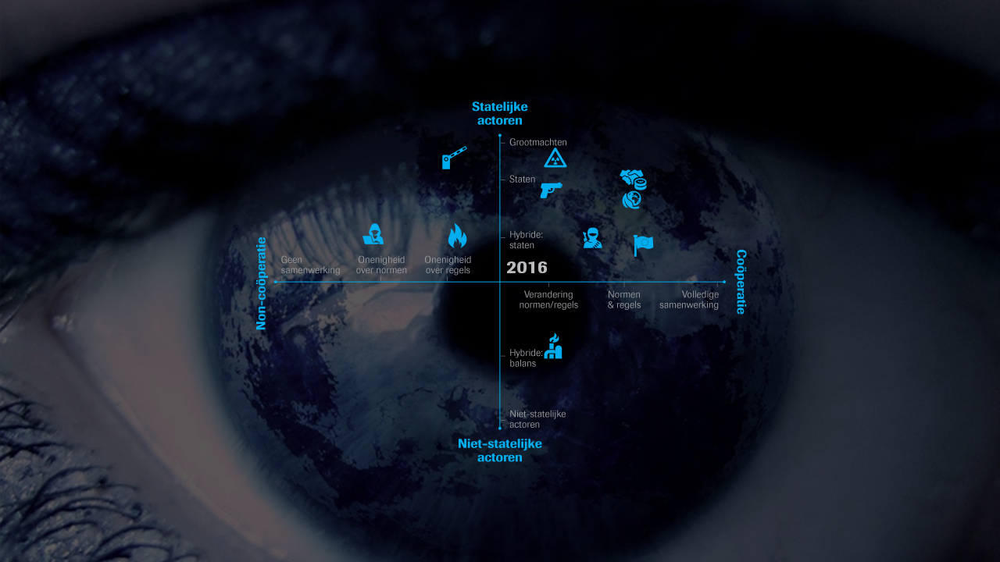 Statelijke
actoren
Grootmachten
Staten
Hybride:
staten
2016
Non-coöperatie
Geen
samenwerking
Onenigheid
over normen
Onenigheid
over regels
Verandering
normen/regels
Normen
& regels
Volledige
samenwerking
Coöperatie
Hybride:
balans
Niet-statelijke
actoren
Niet-statelijke
actoren